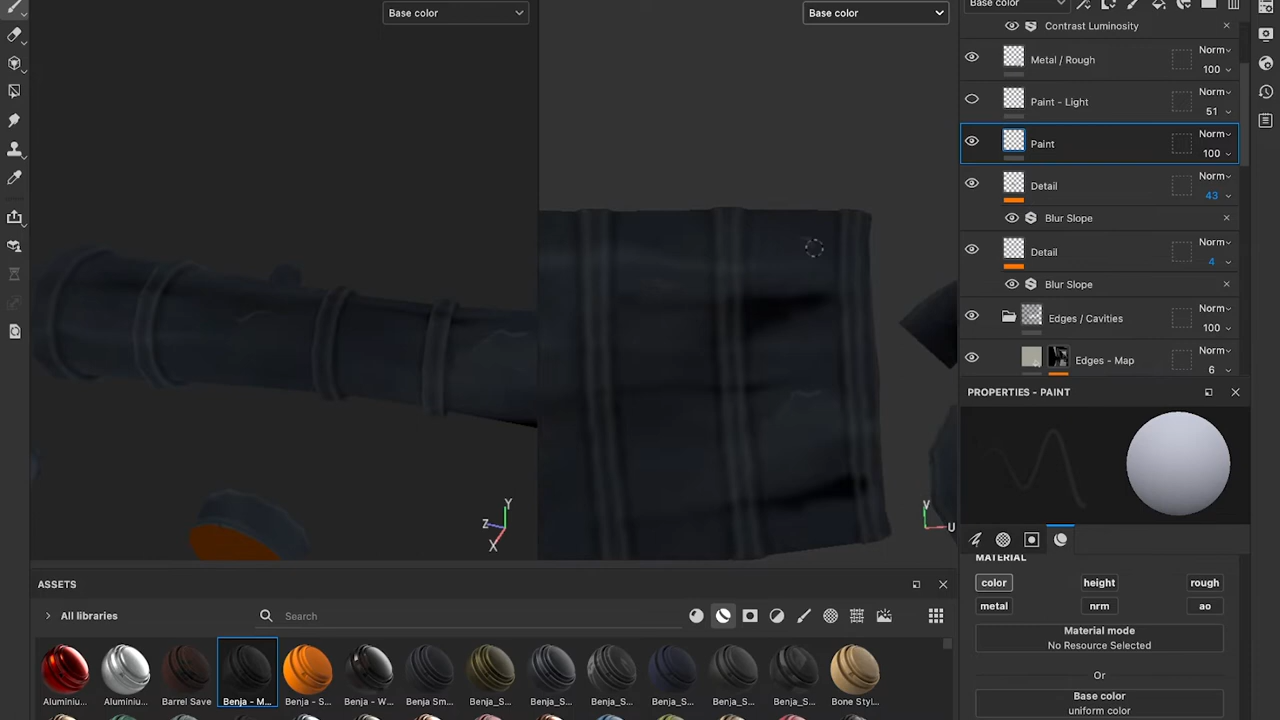 Base color
Base color
Base color
Contrast Luminosity
Metal / Rough
Norm
100
Paint - Light
Norm
51
Paint
Norm
100
Detail
Norm
43
Blur Slope
Detail
Norm
4
Blur Slope
Edges / Cavities
Norm
100
Edges - Map
Norm
6
PROPERTIES - PAINT
MATERIAL
color
height
rough
metal
nrm
ao
Material mode
No Resource Selected
Or
Base color
uniform color
Y
Z
X
V
U
ASSETS
All libraries
Search
Aluminiu...
Aluminiu...
Barrel Save
Benja - M...
Benja - S...
Benja - W...
Benja Sm...
Benja_S...
Benja_S...
Benja_S...
Benja_S...
Benja_S...
Benja_S...
Bone Styl...